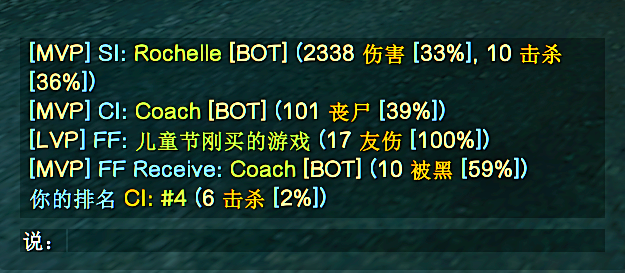 [MVP] SI: Rochelle [BOT] (2338 伤害 [33%], 10 击杀
[36%])
[MVP] CI: Coach [BOT] (101 丧尸 [39%])
[LVP] FF: 儿童节刚买的游戏 (17 友伤 [100%])
[MVP] FF Receive: Coach [BOT] (10 被黑 [59%])
你的排名 CI: #4 (6 击杀 [2%])
说: